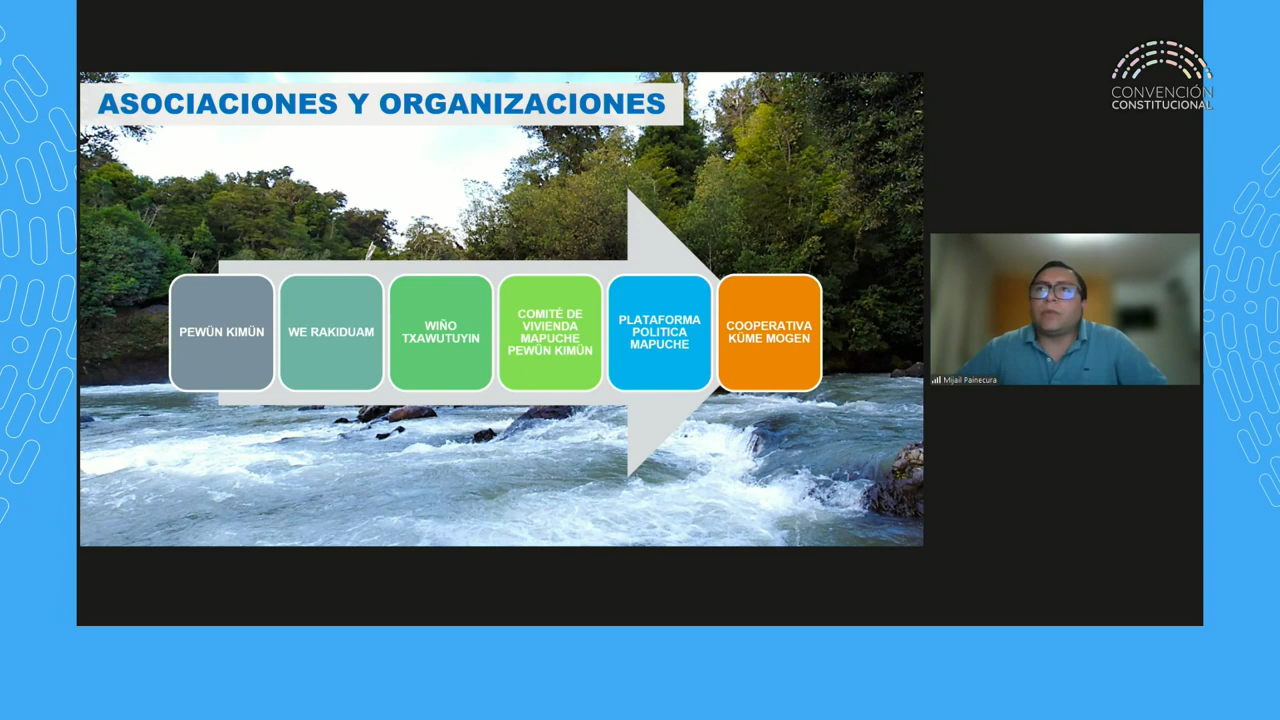 CONVENCIÓN
CONSTITUCIONAL
ASOCIACIONES Y ORGANIZACIONES
PEWÜN KIMÜN
WE RAKIDUAM
WIÑO
TXAWUTUYIN
COMITÉ DE
VIVIENDA
MAPUCHE
PEWÜN KIMÜN
PLATAFORMA
POLITICA
MAPUCHE
COOPERATIVA
KÜME MOGEN
Mijail Painecura